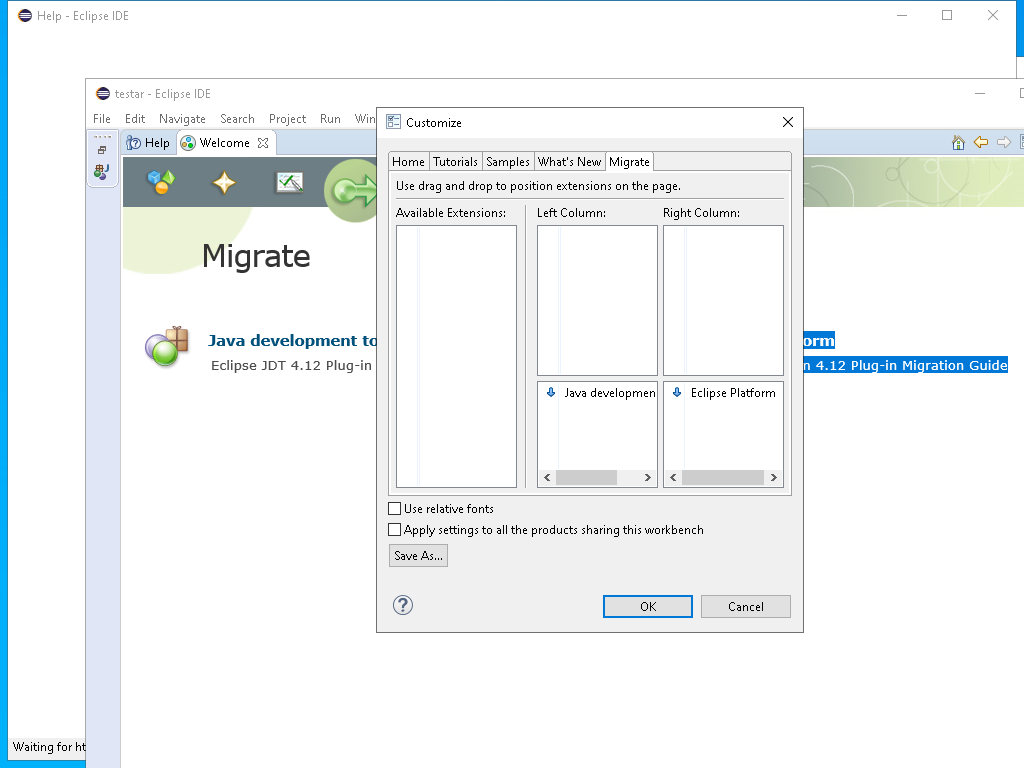 Help - Eclipse IDE
testar - Eclipse IDE
File Edit Navigate Search Project Run Win
Help Welcome
Migrate
Java development to
Eclipse JDT 4.12 Plug-in
orm
n 4.12 Plug-in Migration Guide
Customize
Home Tutorials Samples What's New Migrate
Use drag and drop to position extensions on the page.
Available Extensions: Left Column: Right Column:
Java developmen Eclipse Platform
Use relative fonts
Apply settings to all the products sharing this workbench
Save As...
OK Cancel
Waiting for ht